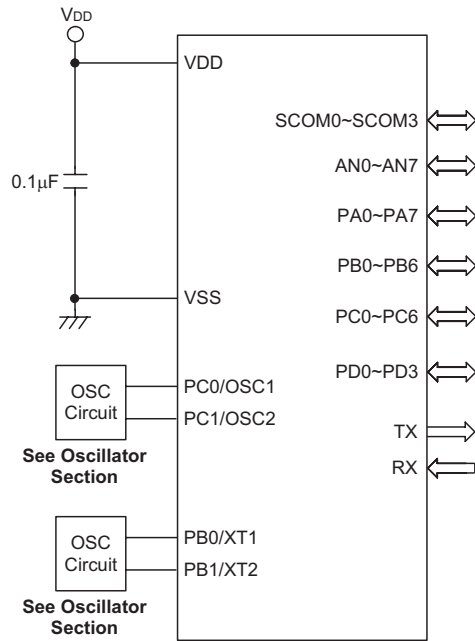 VDD
VDD
0.1μF
VSS
OSC
Circuit
See Oscillator
Section
PC0/OSC1
PC1/OSC2
OSC
Circuit
See Oscillator
Section
PB0/XT1
PB1/XT2
SCOM0~SCOM3
AN0~AN7
PA0~PA7
PB0~PB6
PC0~PC6
PD0~PD3
TX
RX